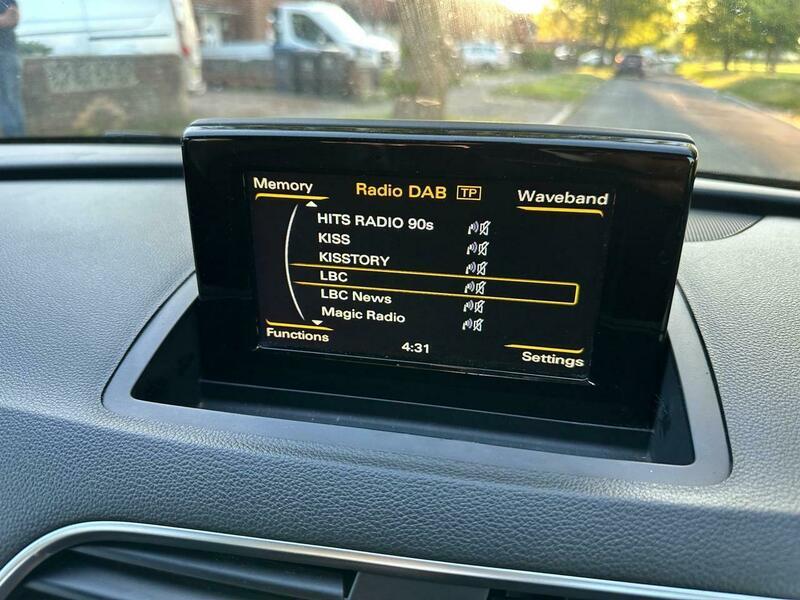 Memory
Radio DAB TP
Waveband
HITS RADIO 90s
KISS
KISSTORY
LBC
LBC News
Magic Radio
Functions
4:31
Settings